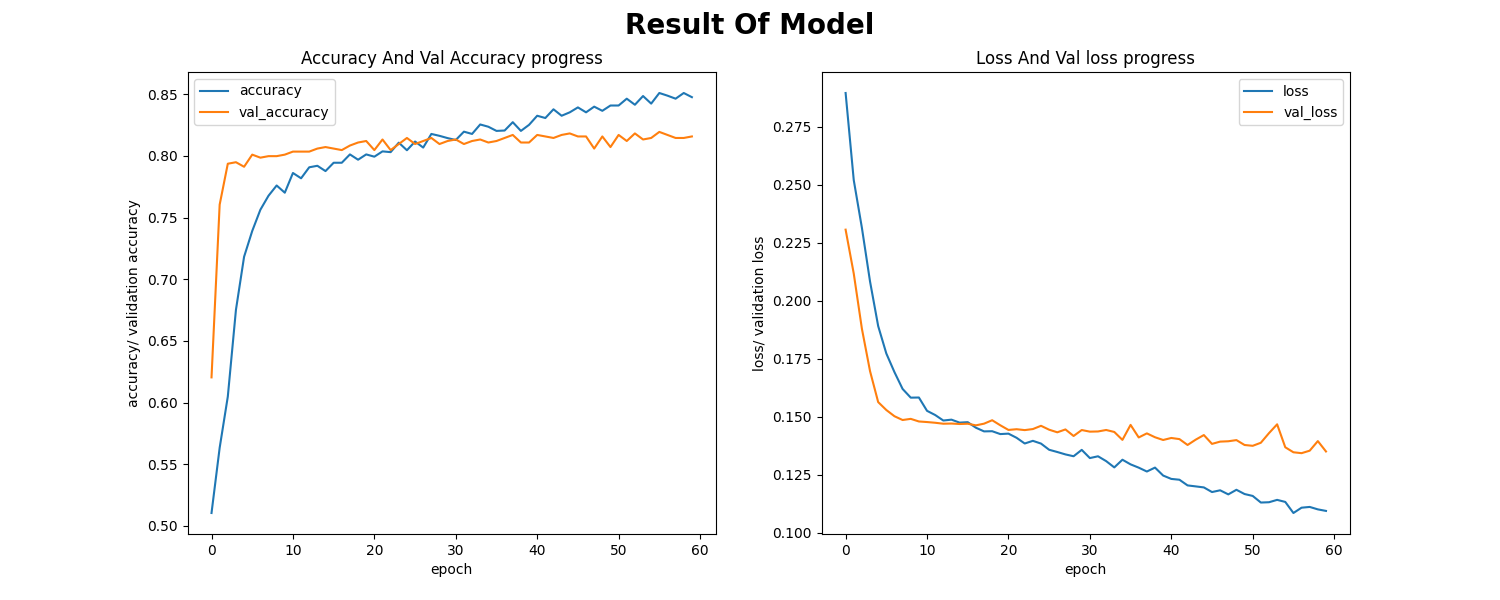 Result Of Model
Accuracy And Val Accuracy progress
accuracy
val_accuracy
accuracy/ validation accuracy
0.85
0.80
0.75
0.70
0.65
0.60
0.55
0.50
0 10 20 30 40 50 60
epoch
Loss And Val loss progress
loss
val_loss
loss/ validation loss
0.275
0.250
0.225
0.200
0.175
0.150
0.125
0.100
0 10 20 30 40 50 60
epoch